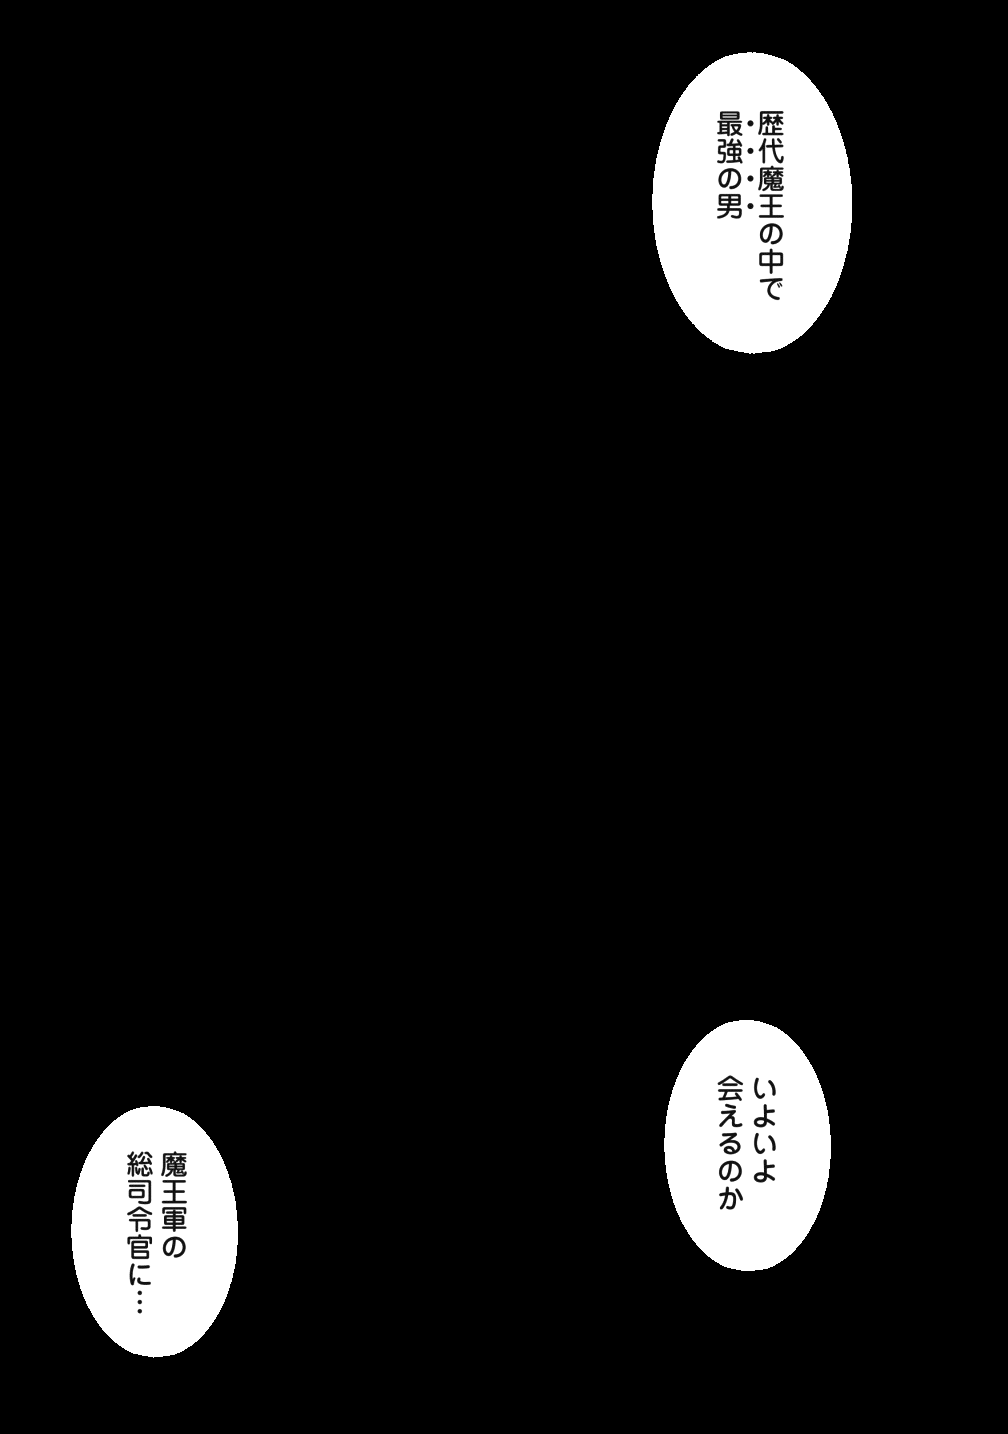 歴代魔王の中で
最強の男
いよいよ
会えるのか
魔王軍の
総司令官に…